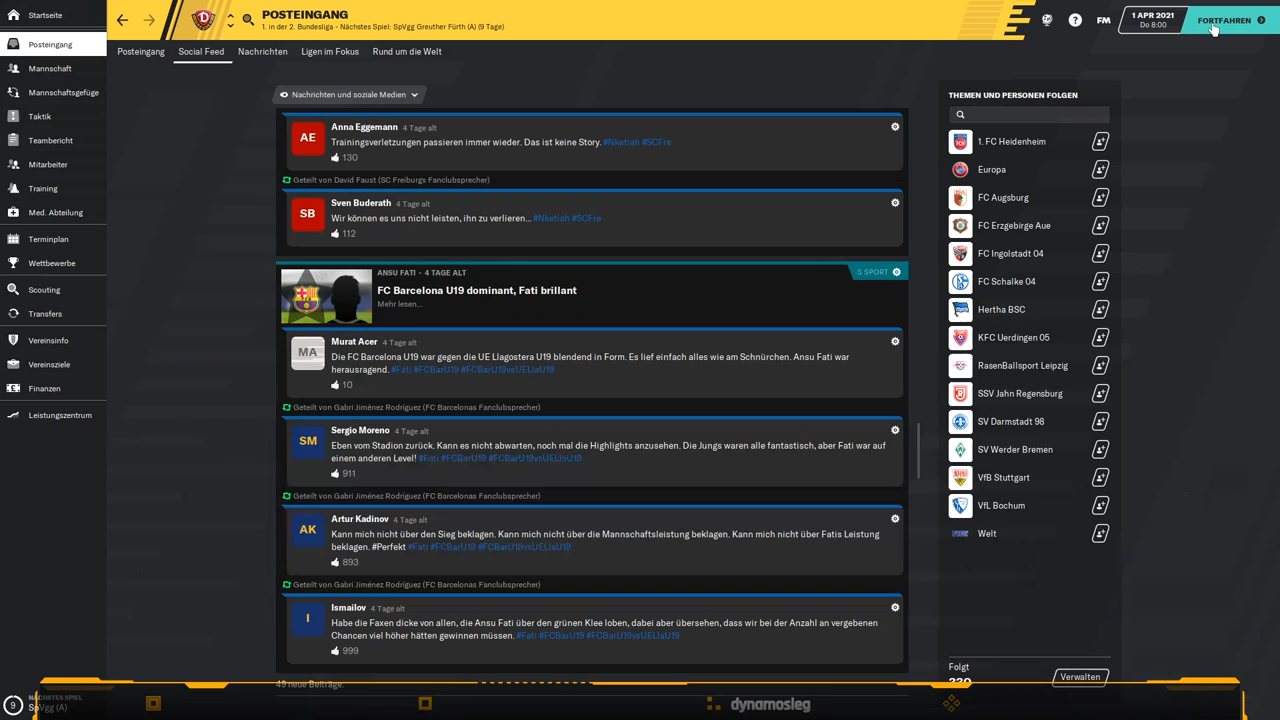 Startseite
Posteingang
Mannschaft
Mannschaftsgefüge
Taktik
Teambericht
Mitarbeiter
Training
Med. Abteilung
Terminplan
Wettbewerbe
Scouting
Transfers
Vereinsinfo
Vereinsziele
Finanzen
Leistungszentrum
NÄCHSTES SPIEL
9
SpVgg (A)
POSTEINGANG
1. in der 2. Bundesliga - Nächstes Spiel: SpVgg Greuther Fürth (A) (9 Tage)
? FM
1 APR 2021
Do 8:00
FORTFAHREN
Posteingang Social Feed Nachrichten Ligen im Fokus Rund um die Welt
Nachrichten und soziale Medien
AE
Anna Eggemann 4 Tage alt
Trainingsverletzungen passieren immer wieder. Das ist keine Story. #Nketiah #SCFre
130
Geteilt von David Faust (SC Freiburgs Fanclubsprecher)
SB
Sven Buderath 4 Tage alt
Wir können es uns nicht leisten, ihn zu verlieren... #Nketiah #SCFre
112
ANSU FATI - 4 TAGE ALT
S SPORT
FC Barcelona U19 dominant, Fati brillant
Mehr lesen...
MA
Murat Acer 4 Tage alt
Die FC Barcelona U19 war gegen die UE Llagostera U19 blendend in Form. Es lief einfach alles wie am Schnürchen. Ansu Fati war
herausragend. #Fati #FCBarU19 #FCBarU19vsUELlaU19
10
Geteilt von Gabri Jiménez Rodríguez (FC Barcelonas Fanclubsprecher)
SM
Sergio Moreno 4 Tage alt
Eben vom Stadion zurück. Kann es nicht abwarten, noch mal die Highlights anzusehen. Die Jungs waren alle fantastisch, aber Fati war auf
einem anderen Level! #Fati #FCBarU19 #FCBarU19vsUELlaU19
911
Geteilt von Gabri Jiménez Rodríguez (FC Barcelonas Fanclubsprecher)
AK
Artur Kadinov 4 Tage alt
Kann mich nicht über den Sieg beklagen. Kann mich nicht über die Mannschaftsleistung beklagen. Kann mich nicht über Fatis Leistung
beklagen. #Perfekt #Fati #FCBarU19 #FCBarU19vsUELlaU19
893
Geteilt von Gabri Jiménez Rodríguez (FC Barcelonas Fanclubsprecher)
I
Ismailov 4 Tage alt
Habe die Faxen dicke von allen, die Ansu Fati über den grünen Klee loben, dabei aber übersehen, dass wir bei der Anzahl an vergebenen
Chancen viel höher hätten gewinnen müssen. #Fati #FCBarU19 #FCBarU19vsUELlaU19
999
49 neue Beiträge.
THEMEN UND PERSONEN FOLGEN
1. FC Heidenheim
Europa
FC Augsburg
FC Erzgebirge Aue
FC Ingolstadt 04
FC Schalke 04
Hertha BSC
KFC Uerdingen 05
RasenBallsport Leipzig
SSV Jahn Regensburg
SV Darmstadt 98
SV Werder Bremen
VfB Stuttgart
VfL Bochum
Welt
Folgt
Verwalten
dynamosleg